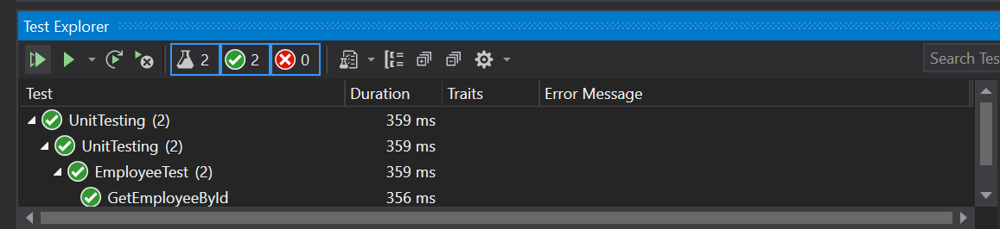 Test Explorer
2 2 0 Search Tes
Test Duration Traits Error Message
UnitTesting (2) 359 ms
UnitTesting (2) 359 ms
EmployeeTest (2) 359 ms
GetEmployeebyId 356 ms